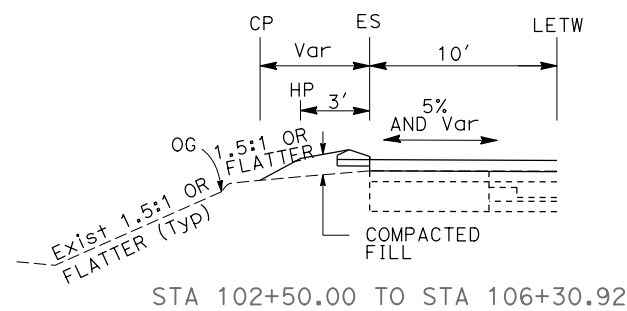 CP
ES
LETW
Var
10'
HP
3'
5%
AND Var
OG
1.5:1 OR
FLATTER
Exist 1.5:1 OR
FLATTER (Typ)
COMPACTED
FILL
STA 102+50.00 TO STA 106+30.92